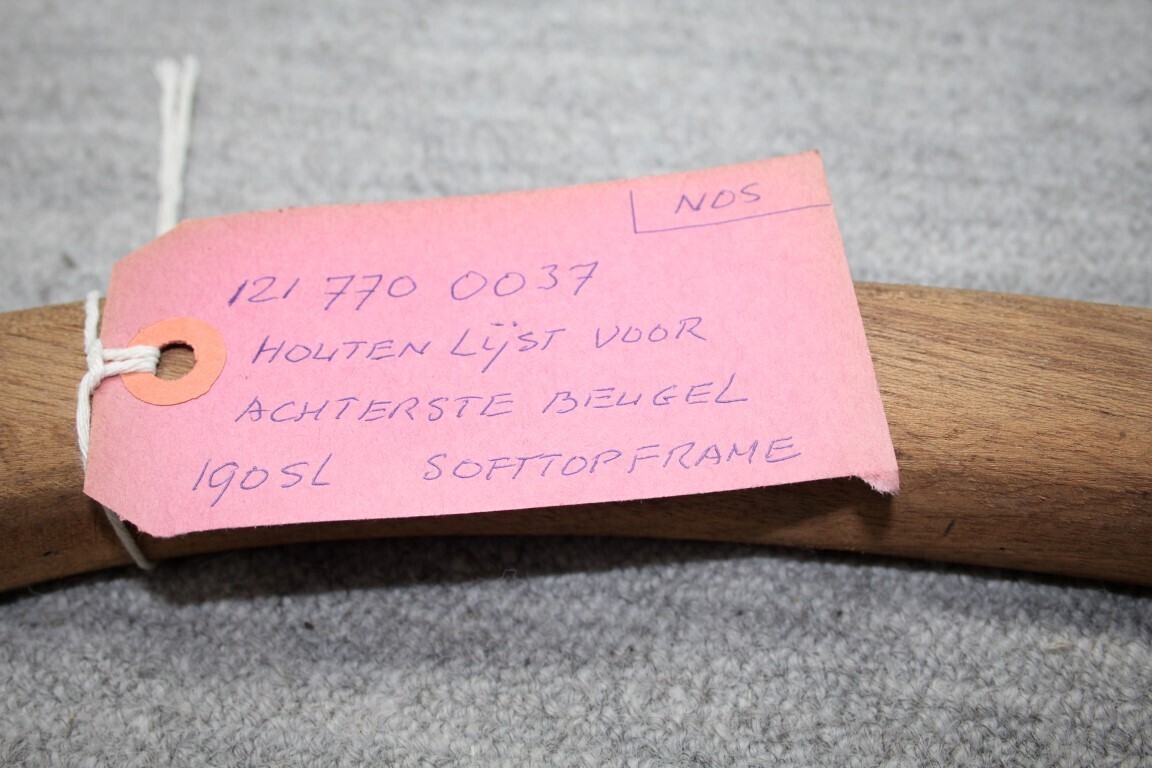 NOS
121 770 0037
HOUTEN LIJST VOOR
ACHTERSTE BEUGEL
190SL SOFTTOPFRAME